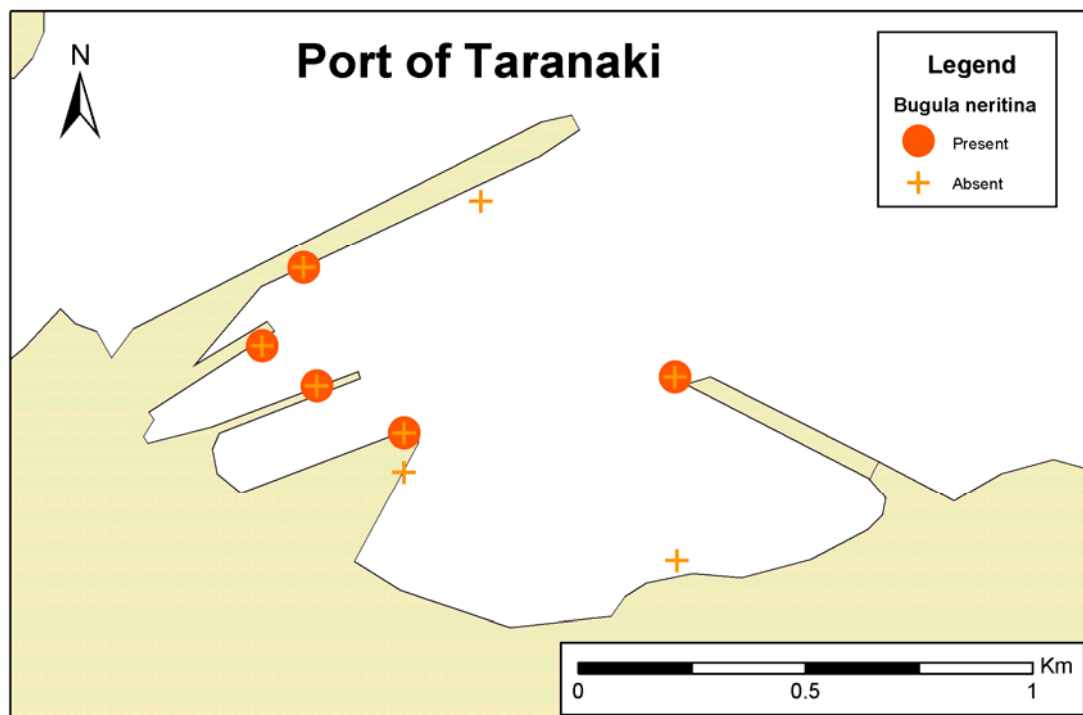 Port of Taranaki
N
Legend
Bugula neritina
Present
Absent
Km
0 0.5 1